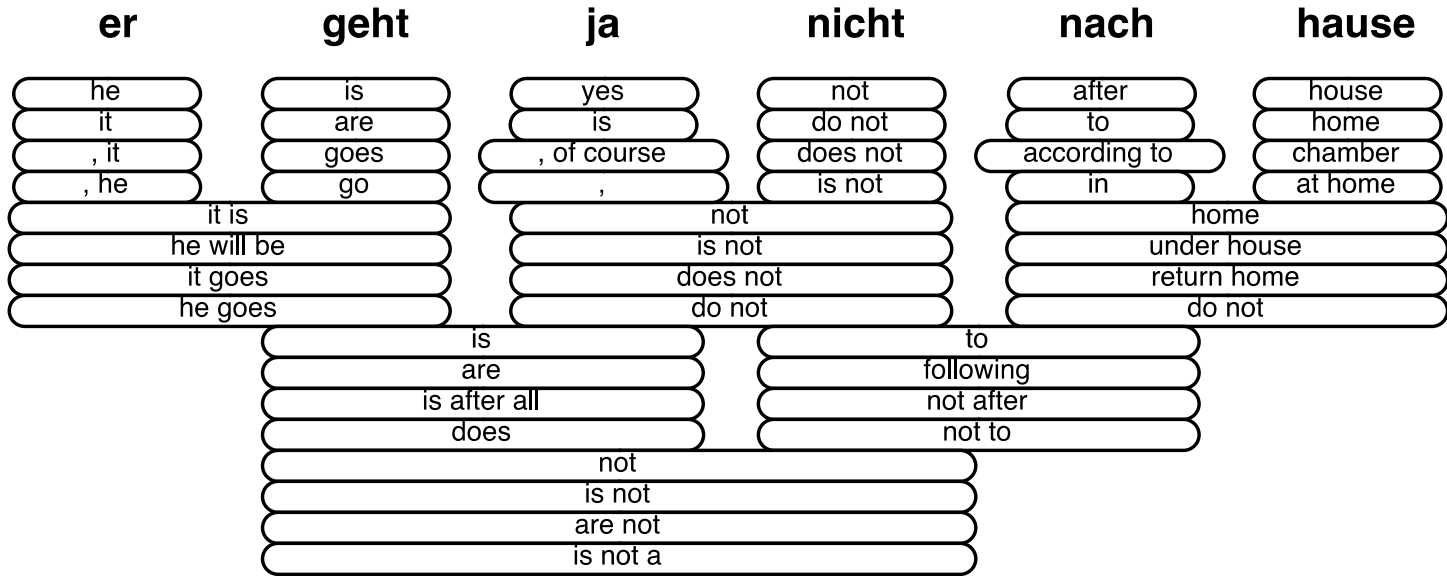 er geht ja nicht nach hause
he is yes not after house
it are is do not to home
, it goes , of course does not according to chamber
, he go , is not in at home
it is not home
he will be is not under house
it goes does not return home
he goes do not do not
is to
are following
is after all not after
does not to
not
is not
are not
is not a